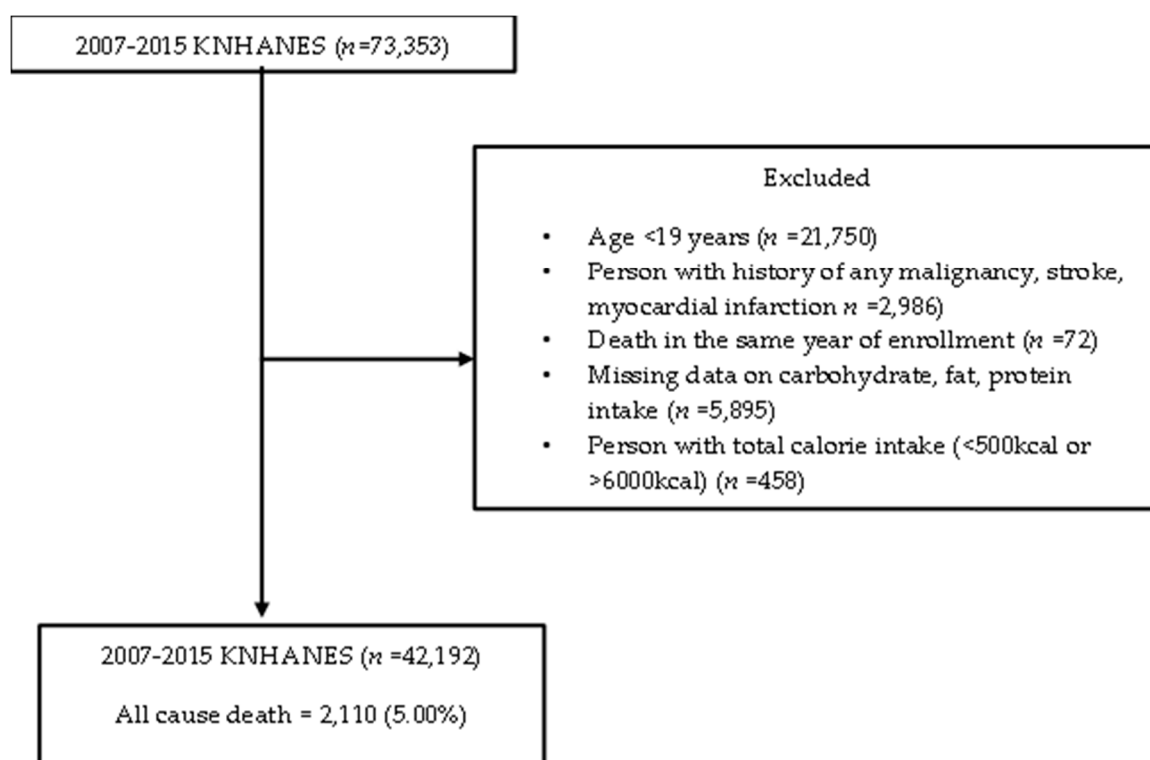 2007-2015 KNHANES (n=73,353)
Excluded
• Age <19 years (n =21,750)
• Person with history of any malignancy, stroke,
myocardial infarction n =2,986)
• Death in the same year of enrollment (n =72)
• Missing data on carbohydrate, fat, protein
intake (n =5,895)
• Person with total calorie intake (<500kcal or
>6000kcal) (n =458)
2007-2015 KNHANES (n =42,192)
All cause death = 2,110 (5.00%)